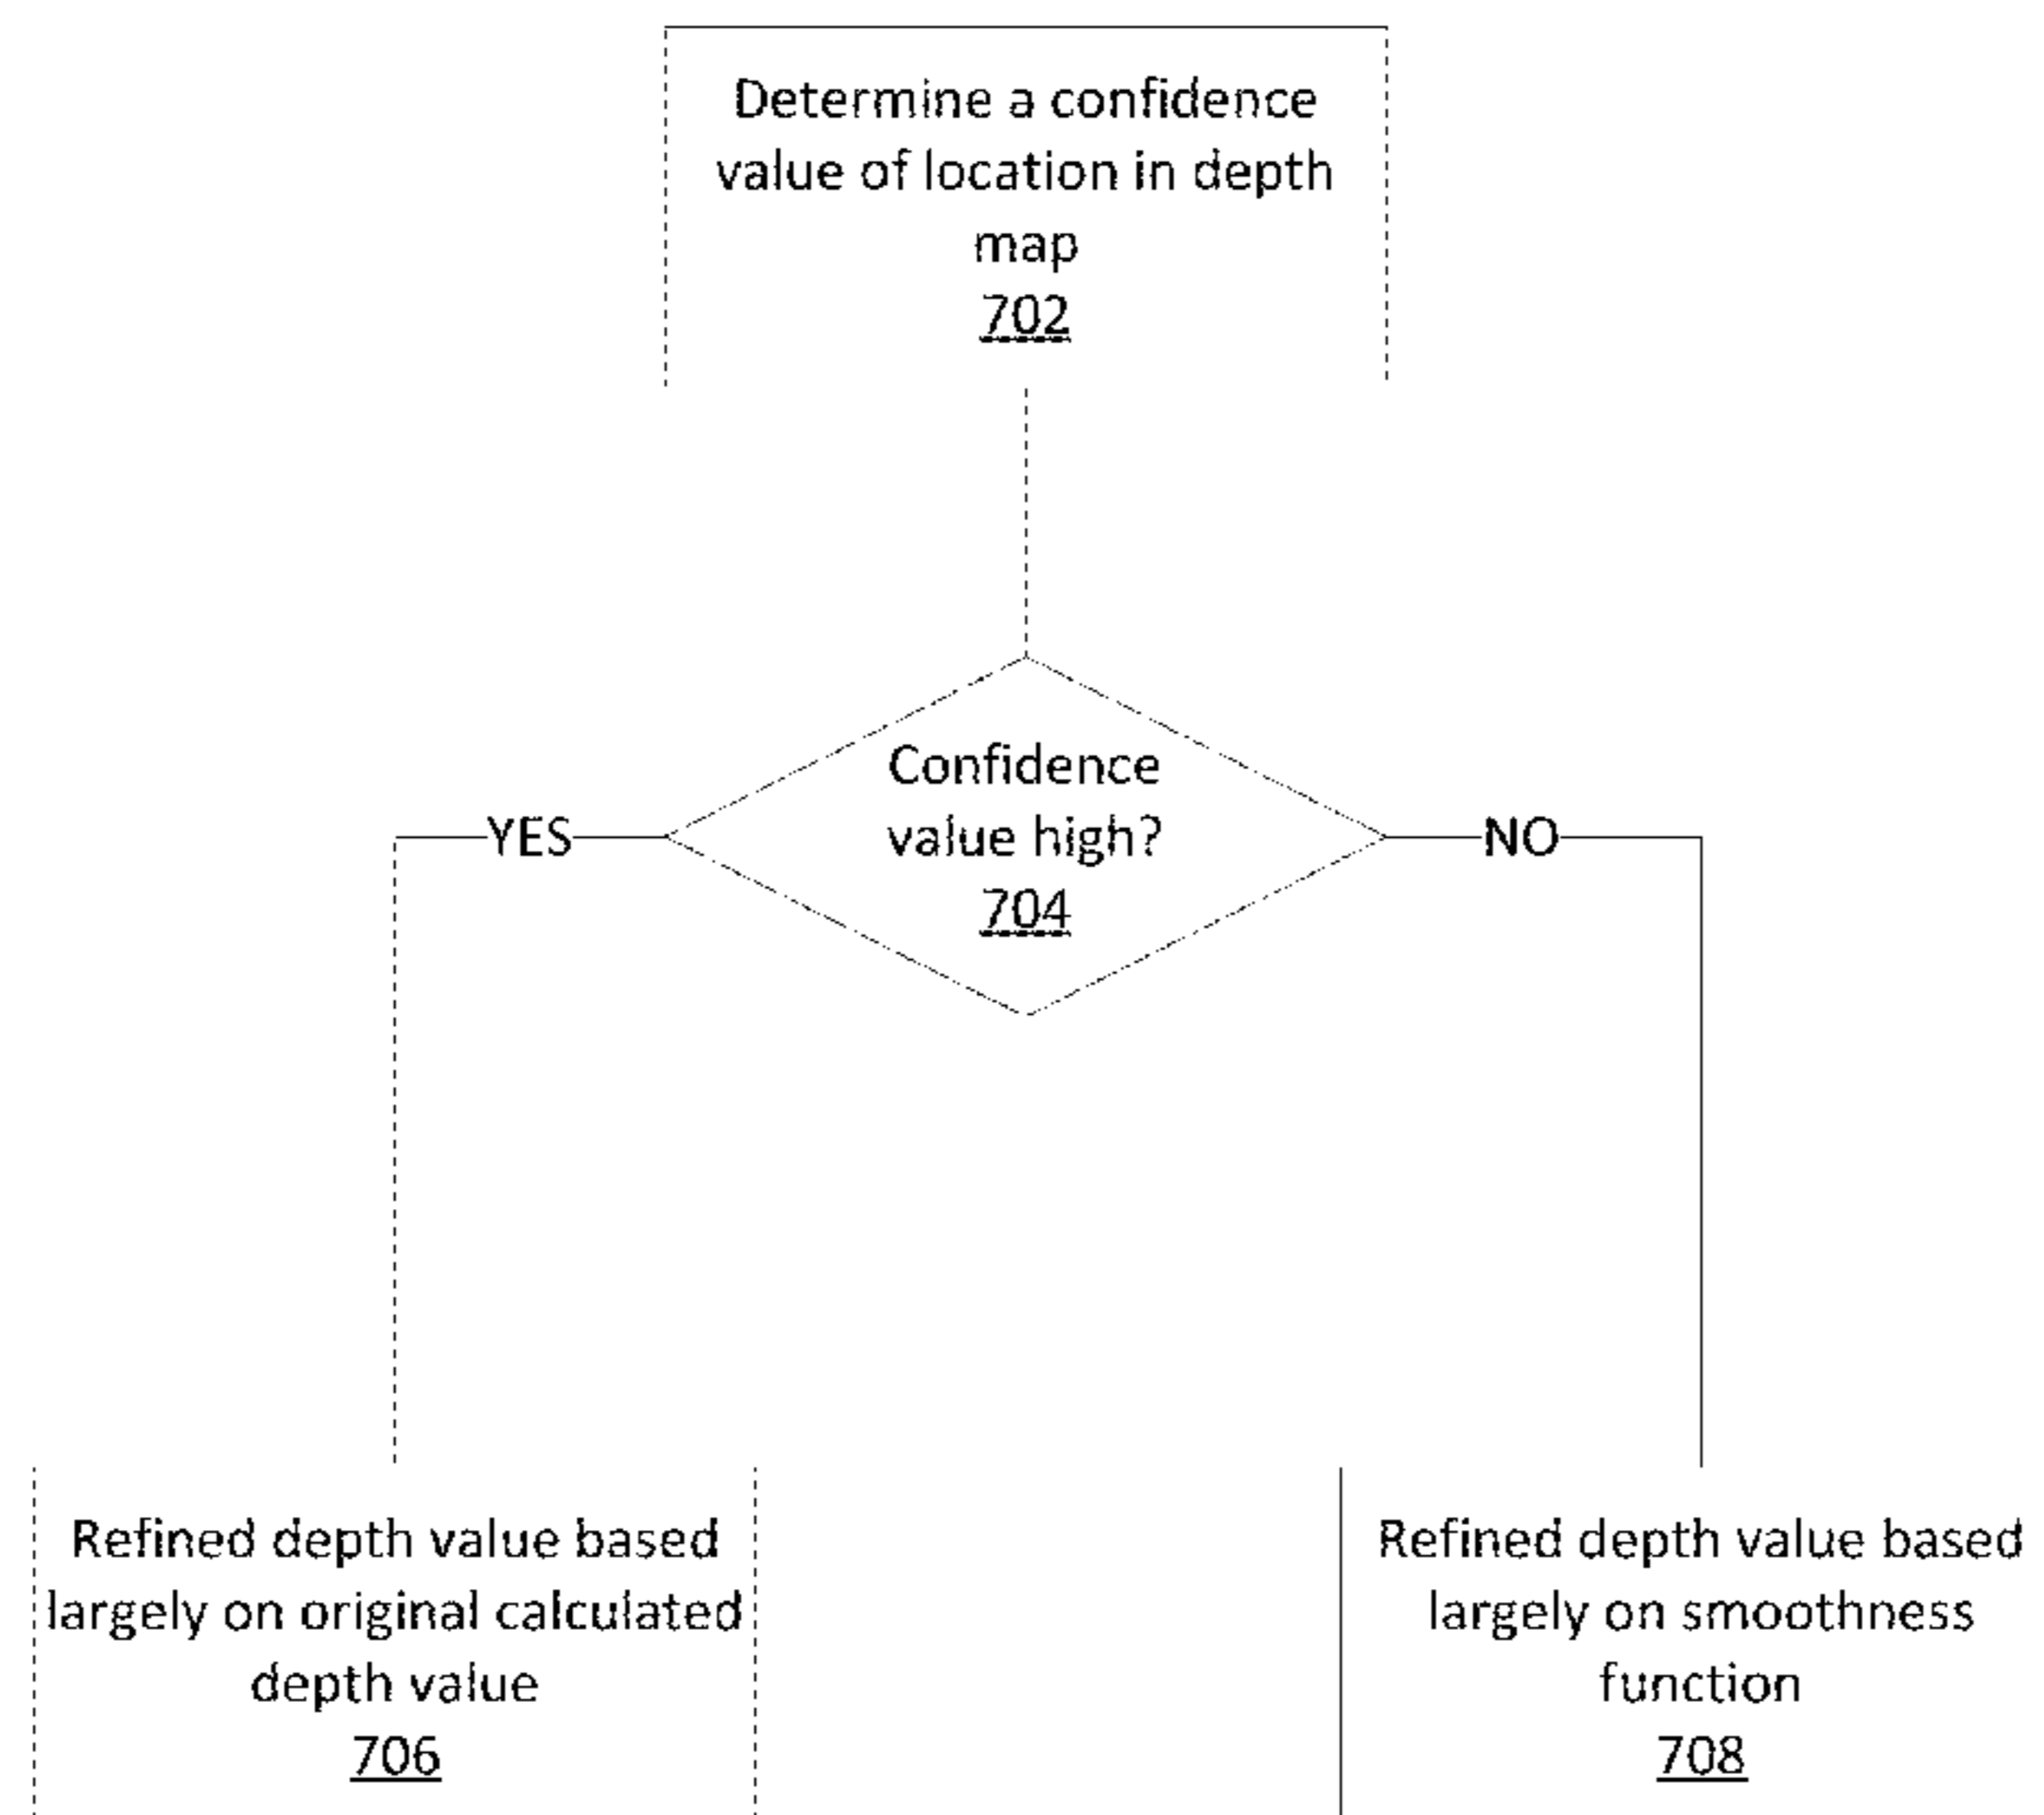 Determine a confidence
value of location in depth
map
702
Confidence
value high?
704
YES
NO
Refined depth value based
largely on original calculated
depth value
706
Refined depth value based
largely on smoothness
function
708